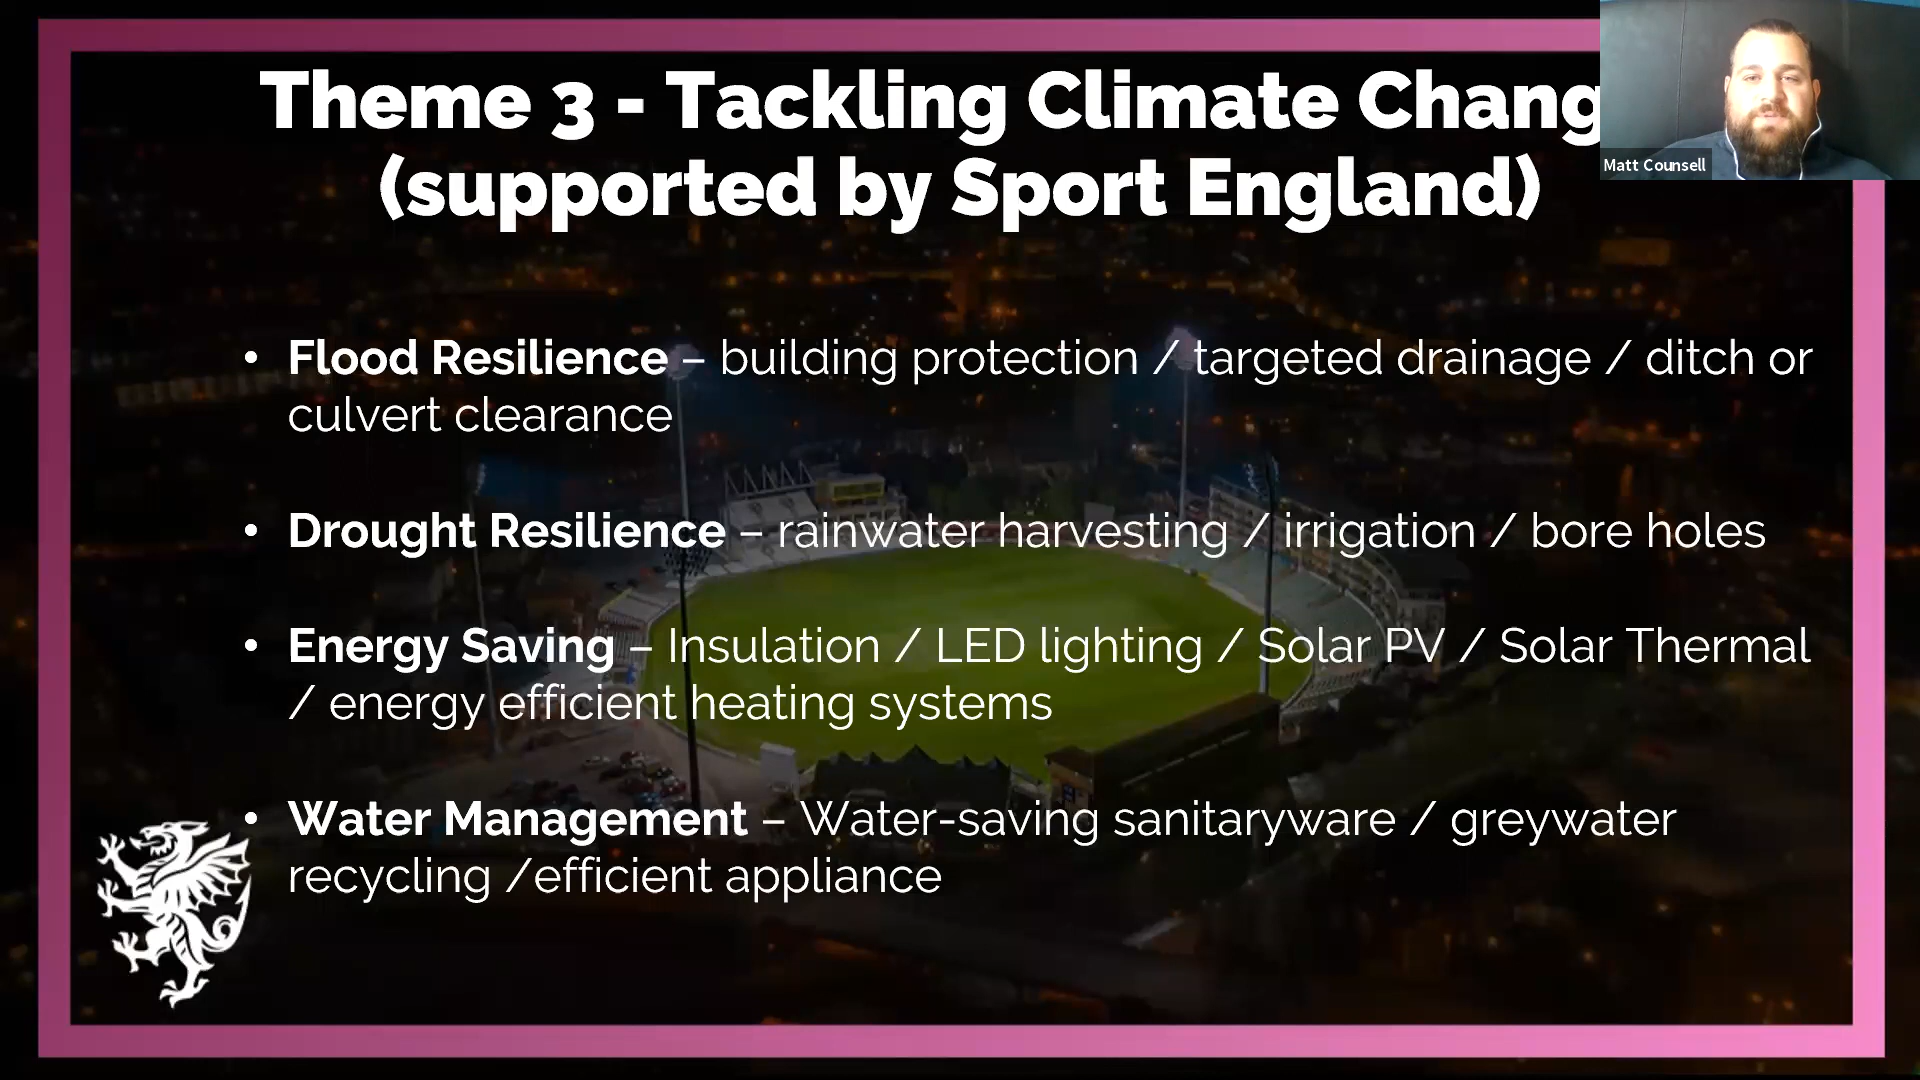 Theme 3 - Tackling Climate Chang
(supported by Sport England)
Matt Counsell
• Flood Resilience – building protection / targeted drainage / ditch or
culvert clearance
• Drought Resilience – rainwater harvesting / irrigation / bore holes
• Energy Saving – Insulation / LED lighting / Solar PV / Solar Thermal
/ energy efficient heating systems
• Water Management – Water-saving sanitaryware / greywater
recycling /efficient appliance